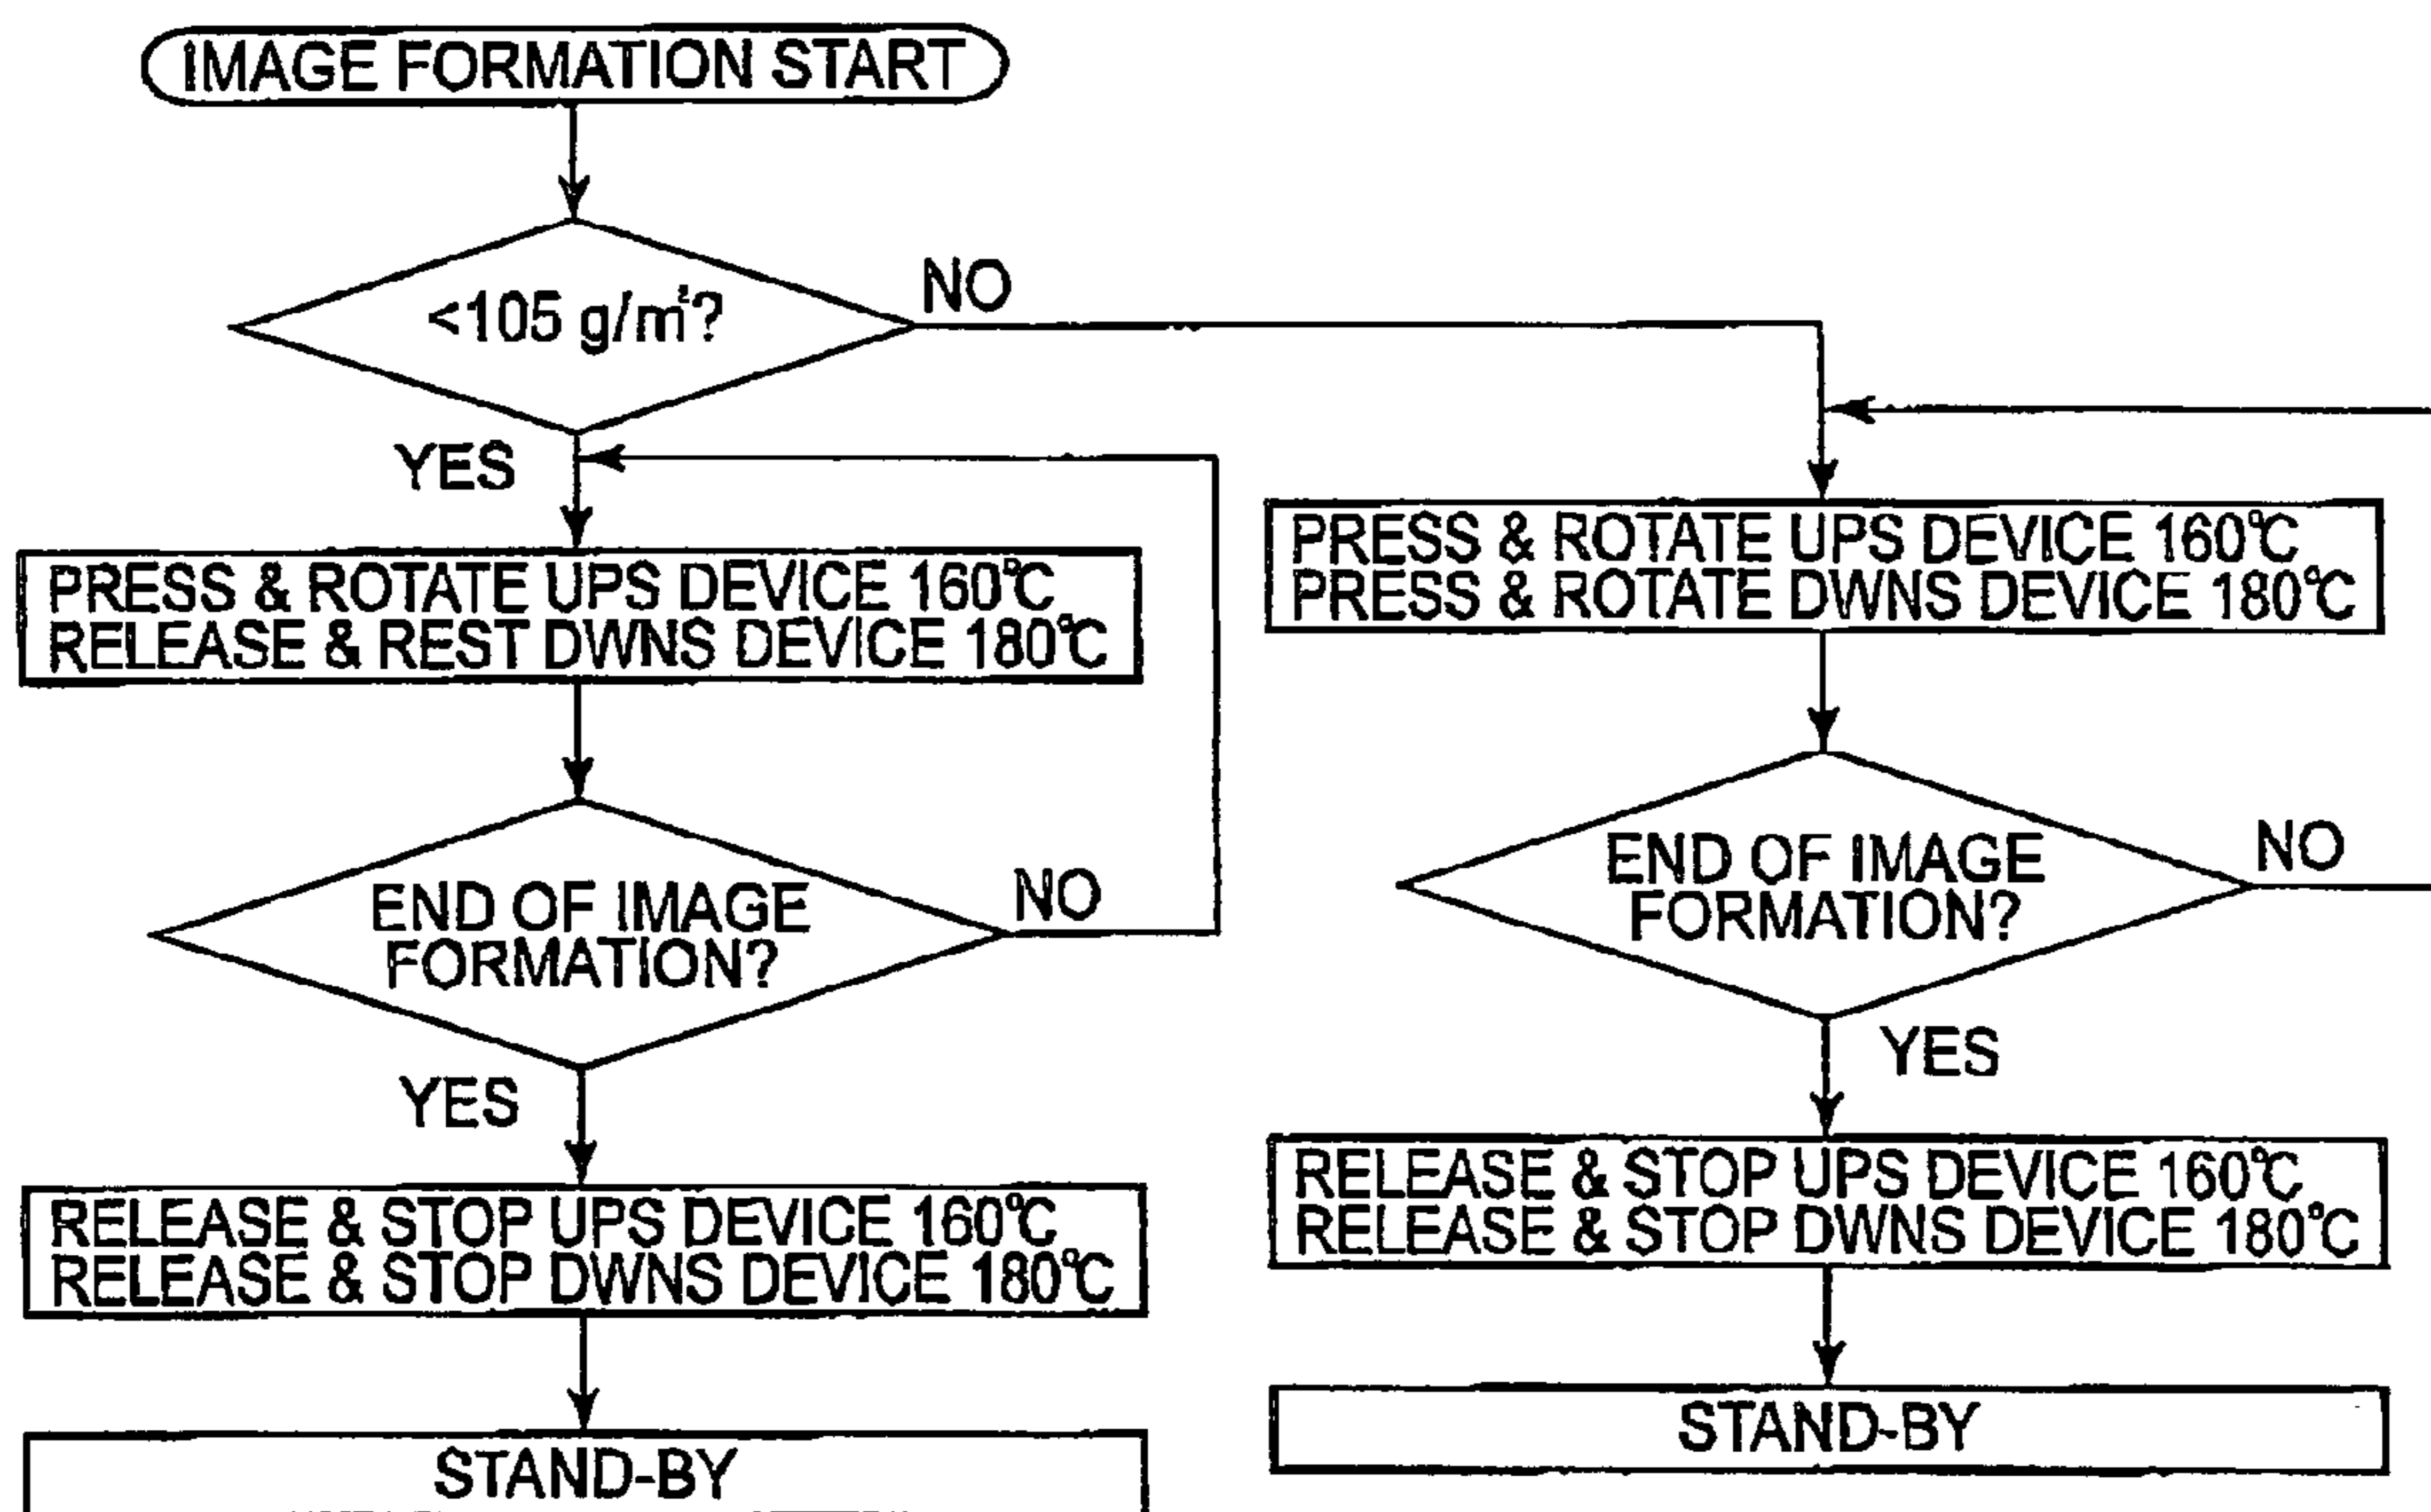 IMAGE FORMATION START
<105 g/m²?
NO
YES
PRESS & ROTATE UPS DEVICE 160℃
RELEASE & REST DWNS DEVICE 180℃
END OF IMAGE
FORMATION?
NO
YES
RELEASE & STOP UPS DEVICE 160℃
RELEASE & STOP DWNS DEVICE 180℃
STAND-BY
PRESS & ROTATE UPS DEVICE 160℃
PRESS & ROTATE DWNS DEVICE 180℃
END OF IMAGE
FORMATION?
NO
YES
RELEASE & STOP UPS DEVICE 160℃
RELEASE & STOP DWNS DEVICE 180℃
STAND-BY